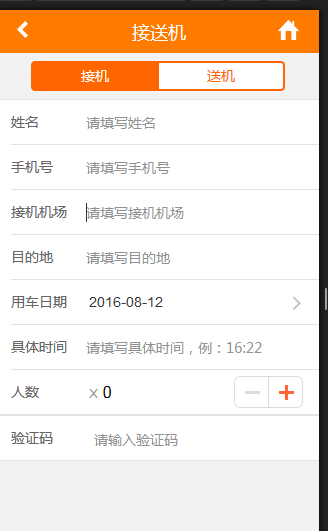 接送机
接机 送机
姓名 请填写姓名
手机号 请填写手机号
接机机场 请填写接机机场
目的地 请填写目的地
用车日期 2016-08-12
具体时间 请填写具体时间，例：16:22
人数 x 0
验证码 请输入验证码